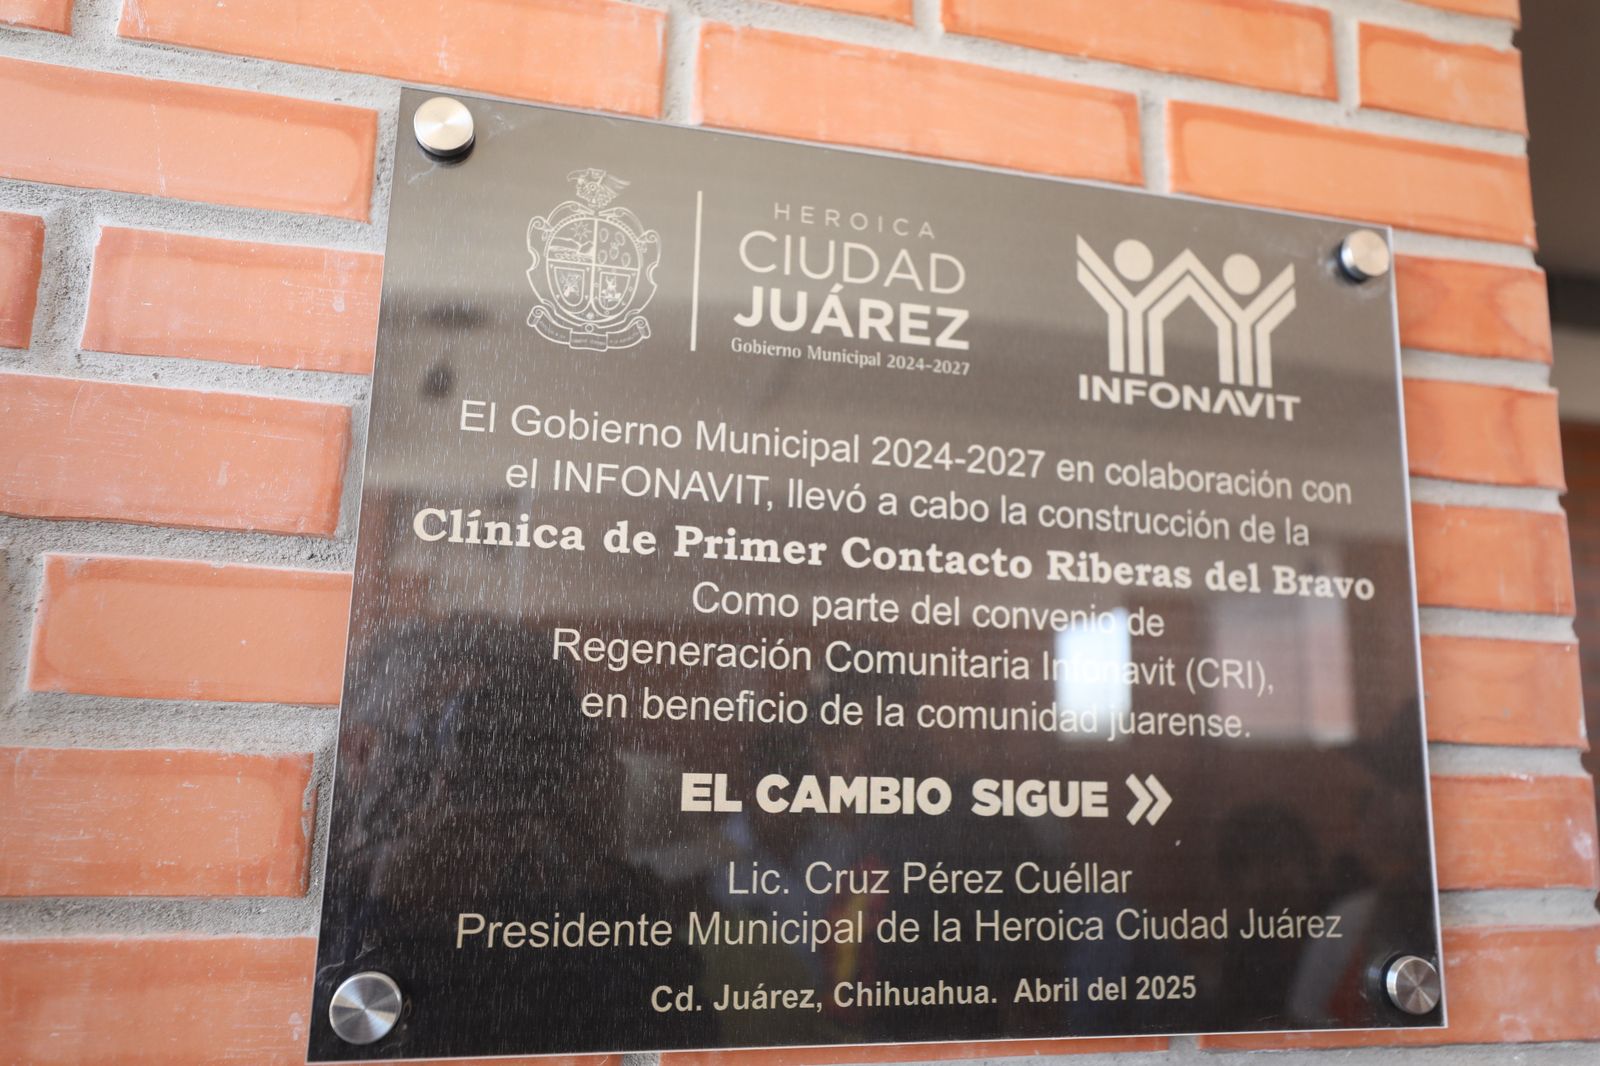 HEROICA
CIUDAD
JUÁREZ
Gobierno Municipal 2024-2027
INFONAVIT
El Gobierno Municipal 2024-2027 en colaboración con
el INFONAVIT, llevó a cabo la construcción de la
Clínica de Primer Contacto Riberas del Bravo
Como parte del convenio de
Regeneración Comunitaria Infonavit (CRI),
en beneficio de la comunidad juarense.
EL CAMBIO SIGUE
Lic. Cruz Pérez Cuéllar
Presidente Municipal de la Heroica Ciudad Juárez
Cd. Juárez, Chihuahua. Abril del 2025